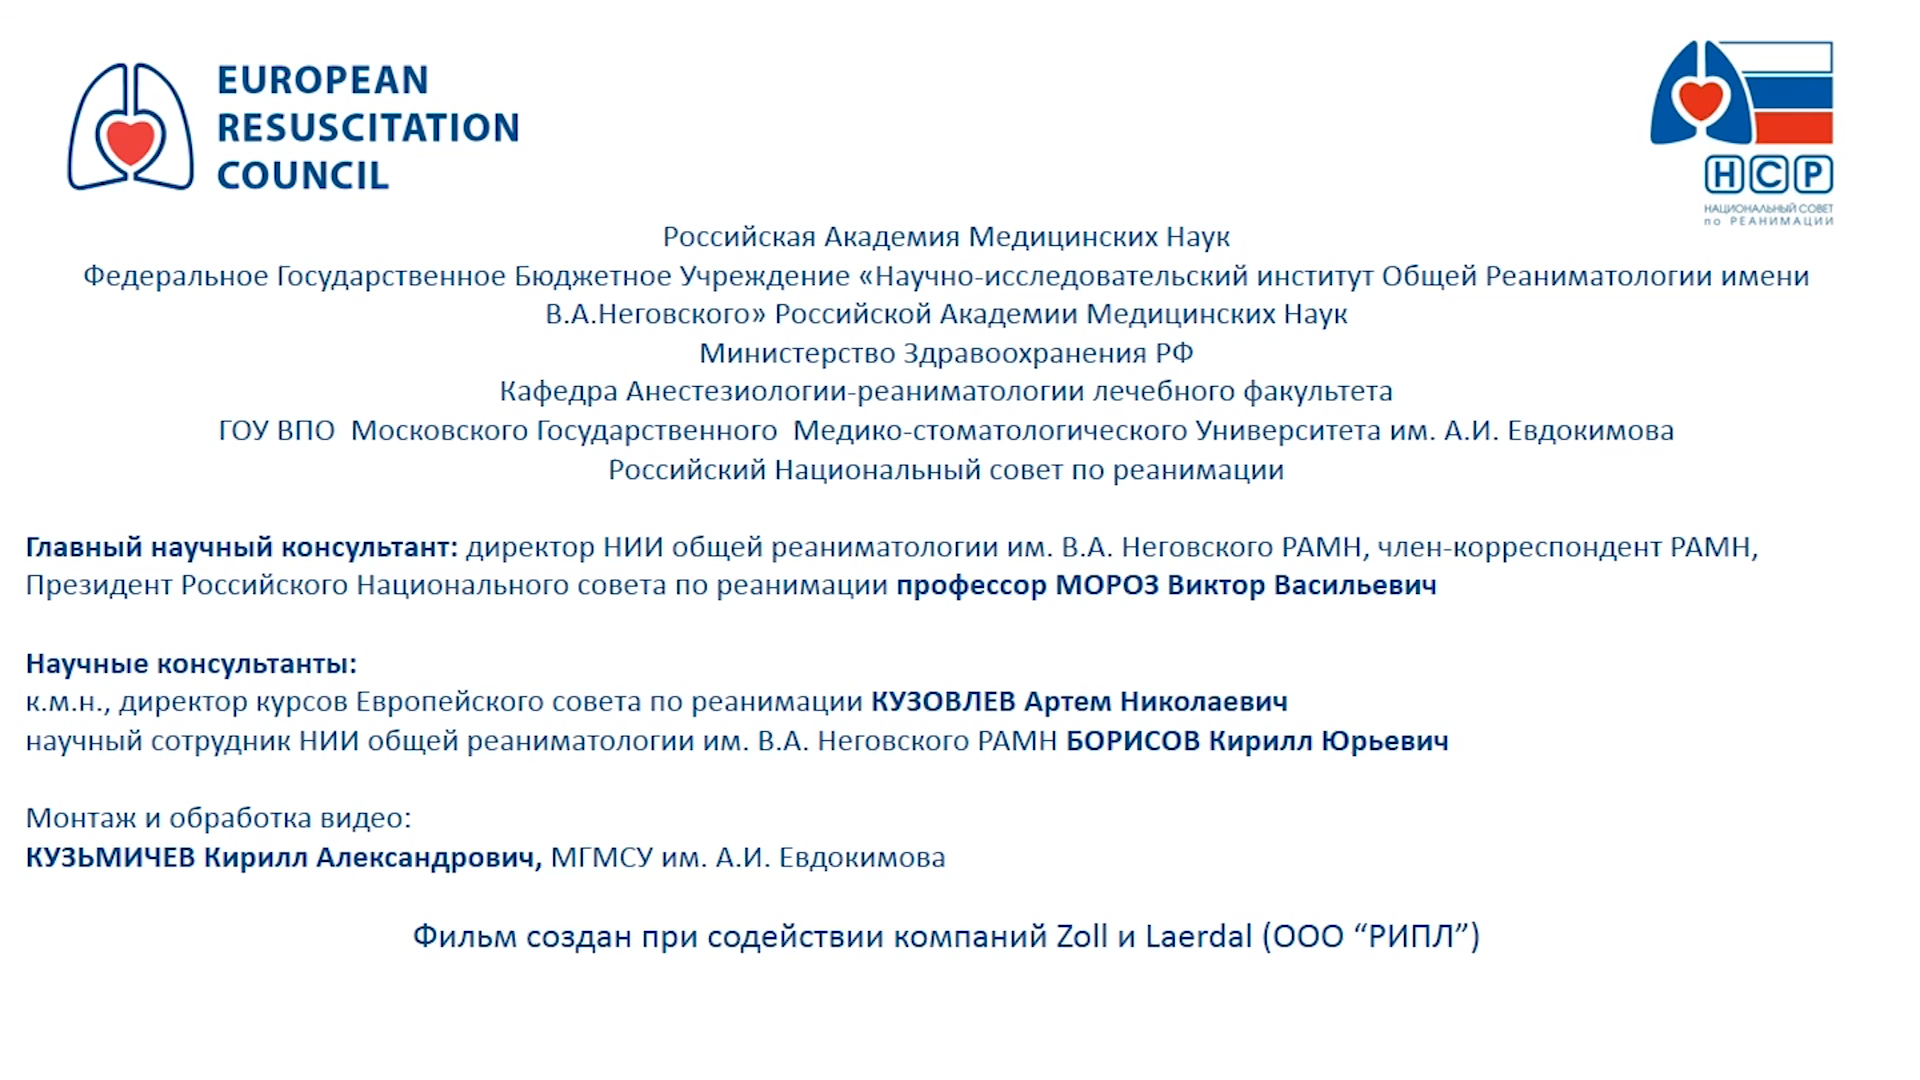 EUROPEAN
RESUSCITATION
COUNCIL
НСР
НАЦИОНАЛЬНЫЙ СОВЕТ
по РЕАНИМАЦИИ
Российская Академия Медицинских Наук
Федеральное Государственное Бюджетное Учреждение «Научно-исследовательский институт Общей Реаниматологии имени
В.А.Неговского» Российской Академии Медицинских Наук
Министерство Здравоохранения РФ
Кафедра Анестезиологии-реаниматологии лечебного факультета
ГОУ ВПО  Московского Государственного  Медико-стоматологического Университета им. А.И. Евдокимова
Российский Национальный совет по реанимации
Главный научный консультант: директор НИИ общей реаниматологии им. В.А. Неговского РАМН, член-корреспондент РАМН,
Президент Российского Национального совета по реанимации профессор МОРОЗ Виктор Васильевич
Научные консультанты:
к.м.н., директор курсов Европейского совета по реанимации КУЗОВЛЕВ Артем Николаевич
научный сотрудник НИИ общей реаниматологии им. В.А. Неговского РАМН БОРИСОВ Кирилл Юрьевич
Монтаж и обработка видео:
КУЗЬМИЧЕВ Кирилл Александрович, МГМСУ им. А.И. Евдокимова
Фильм создан при содействии компаний Zoll и Laerdal (ООО “РИПЛ”)